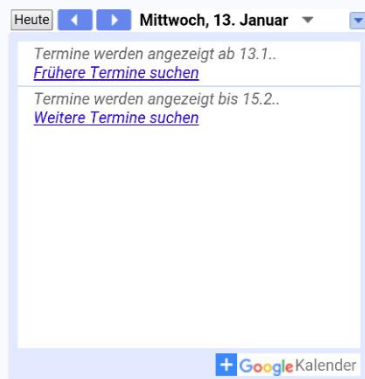 Heute Mittwoch, 13. Januar
Termine werden angezeigt ab 13.1..
Frühere Termine suchen
Termine werden angezeigt bis 15.2..
Weitere Termine suchen
+ Google Kalender